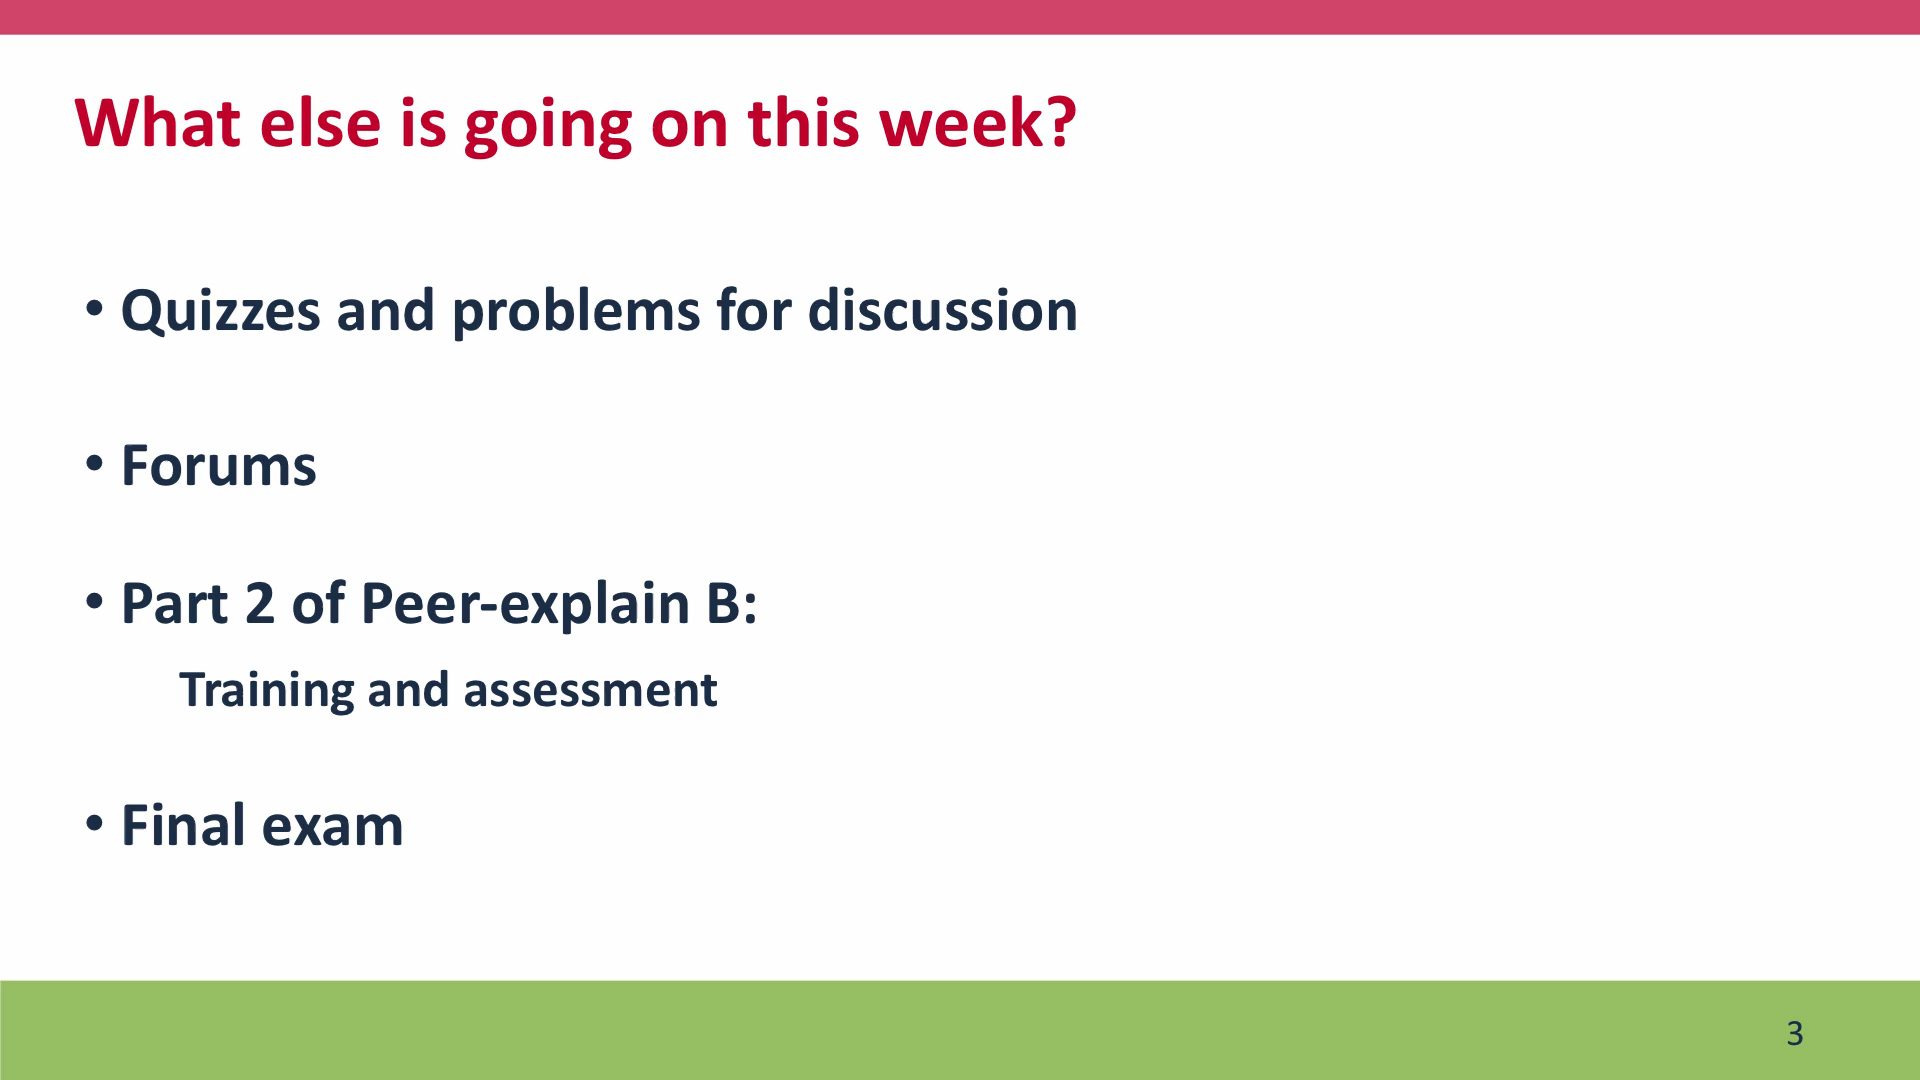 What else is going on this week?
• Quizzes and problems for discussion
• Forums
• Part 2 of Peer-explain B:
Training and assessment
• Final exam
3